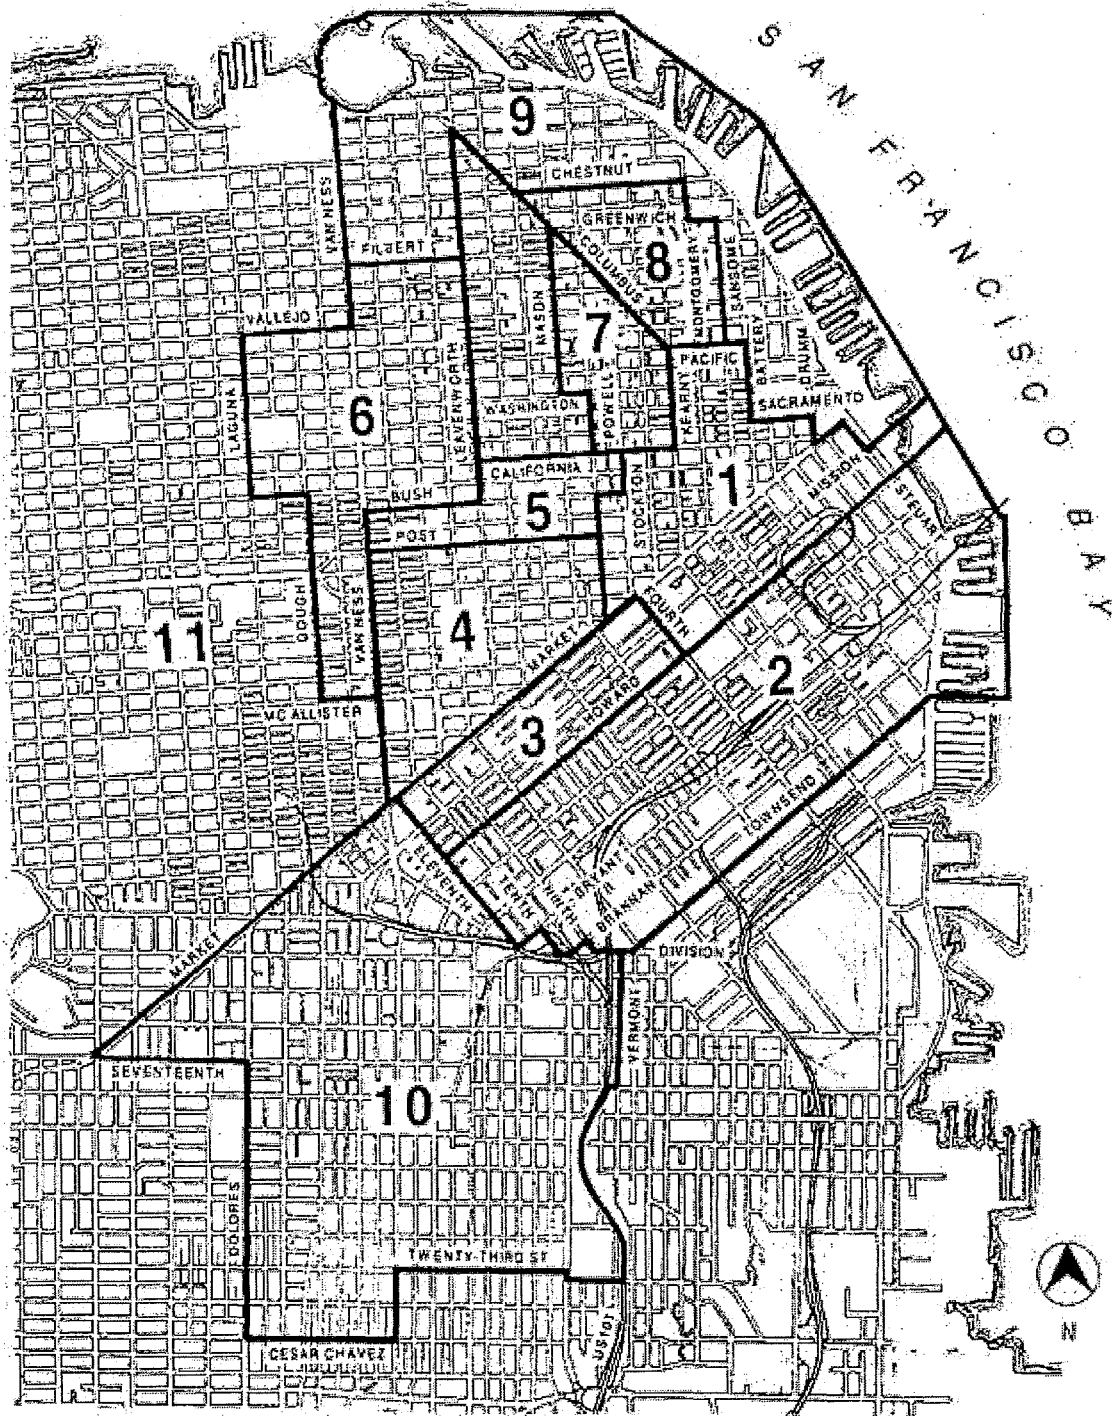 SAN FRANCISCO BAY
9
CHESTNUT
VAN NESS
GREENWICH
FILBERT
COLUMBUS
8
MONTGOMERY
SANSOME
MASON
VALLEJO
7
BATTERY
DRUMM
LEAVENWORTH
PACIFIC
KEARNY
POWELL
LAGUNA
6
WASHINGTON
SACRAMENTO
CALIFORNIA
STOCKTON
1
MISSION
BUSH
5
STEUART
POST
GOUGH
VAN NESS
FOURTH
11
4
MARKET
2
HOWARD
MC ALLISTER
3
TOWNSEND
ELEVENTH
TENTH
NINTH
BRYANT
BRANNAN
MARKET
DIVISION
VERMONT
SEVENTEENTH
10
DOLORES
TWENTY-THIRD ST
US 101
CESAR CHAVEZ
N